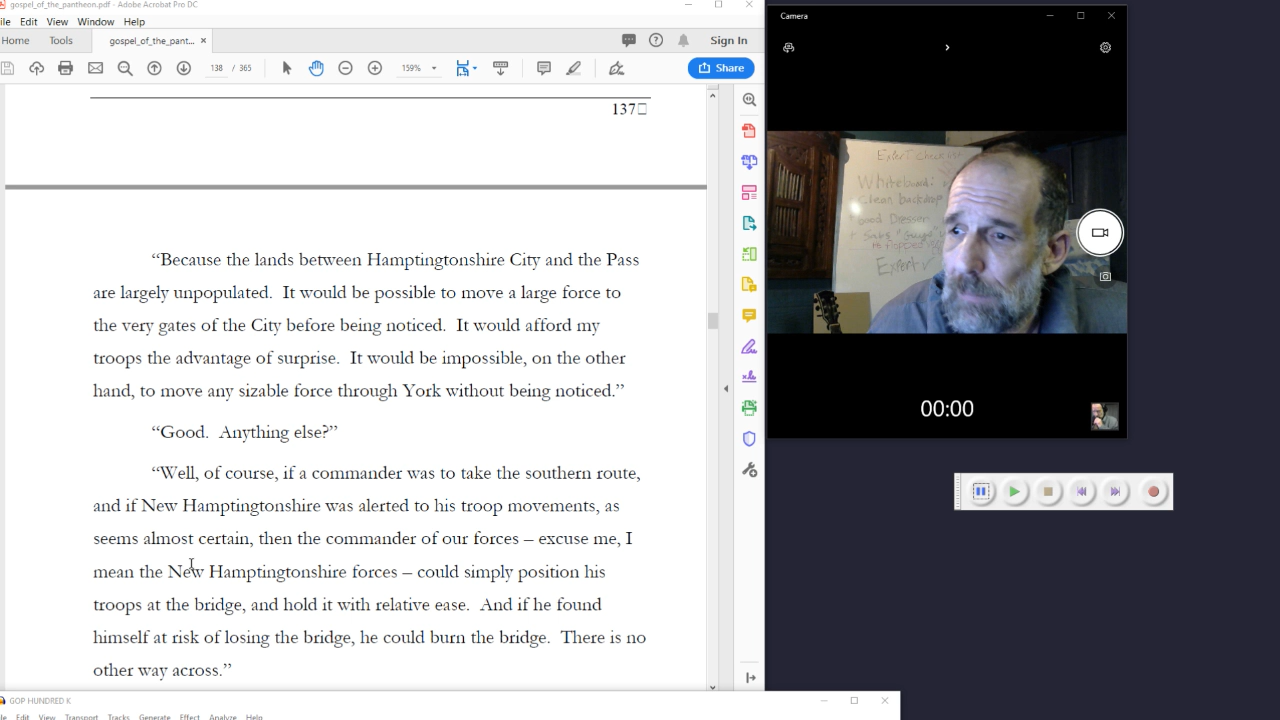 gospel_of_the_pantheon.pdf - Adobe Acrobat Pro DC
Edit View Window Help
Home Tools gospel_of_the_pant... ×
Sign In
138 / 365 159% Share
137
“Because the lands between Hamptingtonshire City and the Pass
are largely unpopulated. It would be possible to move a large force to
the very gates of the City before being noticed. It would afford my
troops the advantage of surprise. It would be impossible, on the other
hand, to move any sizable force through York without being noticed.”
“Good. Anything else?”
“Well, of course, if a commander was to take the southern route,
and if New Hamptingtonshire was alerted to his troop movements, as
seems almost certain, then the commander of our forces – excuse me, I
mean the New Hamptingtonshire forces – could simply position his
troops at the bridge, and hold it with relative ease. And if he found
himself at risk of losing the bridge, he could burn the bridge. There is no
other way across.”
GOP HUNDRED K
Edit View Transport Tracks Generate Effect Analyze Help
Camera
Expert Checklist
Whiteboard:
Clean backdrop
Good Dresser
Expert ✓
00:00